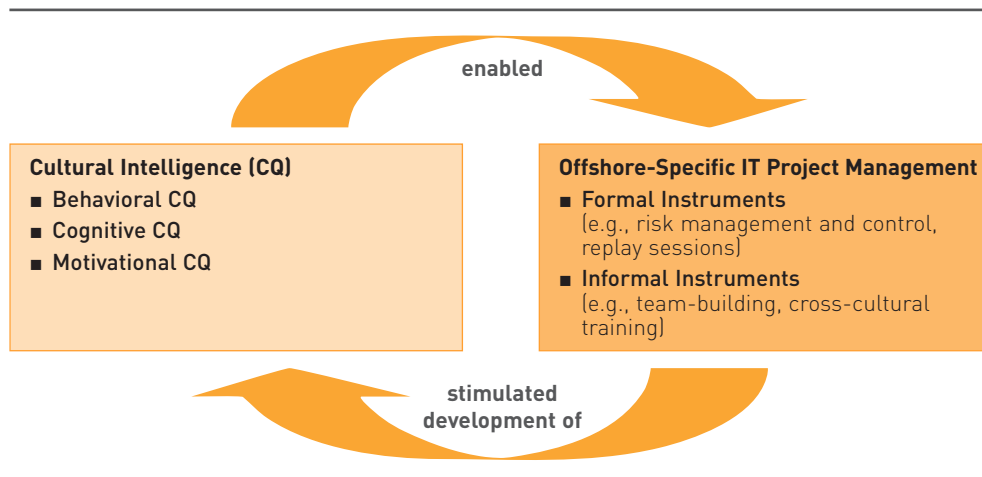 enabled
Cultural Intelligence (CQ)
■ Behavioral CQ
■ Cognitive CQ
■ Motivational CQ
Offshore-Specific IT Project Management
■ Formal Instruments
(e.g., risk management and control,
replay sessions)
■ Informal Instruments
(e.g., team-building, cross-cultural
training)
stimulated
development of